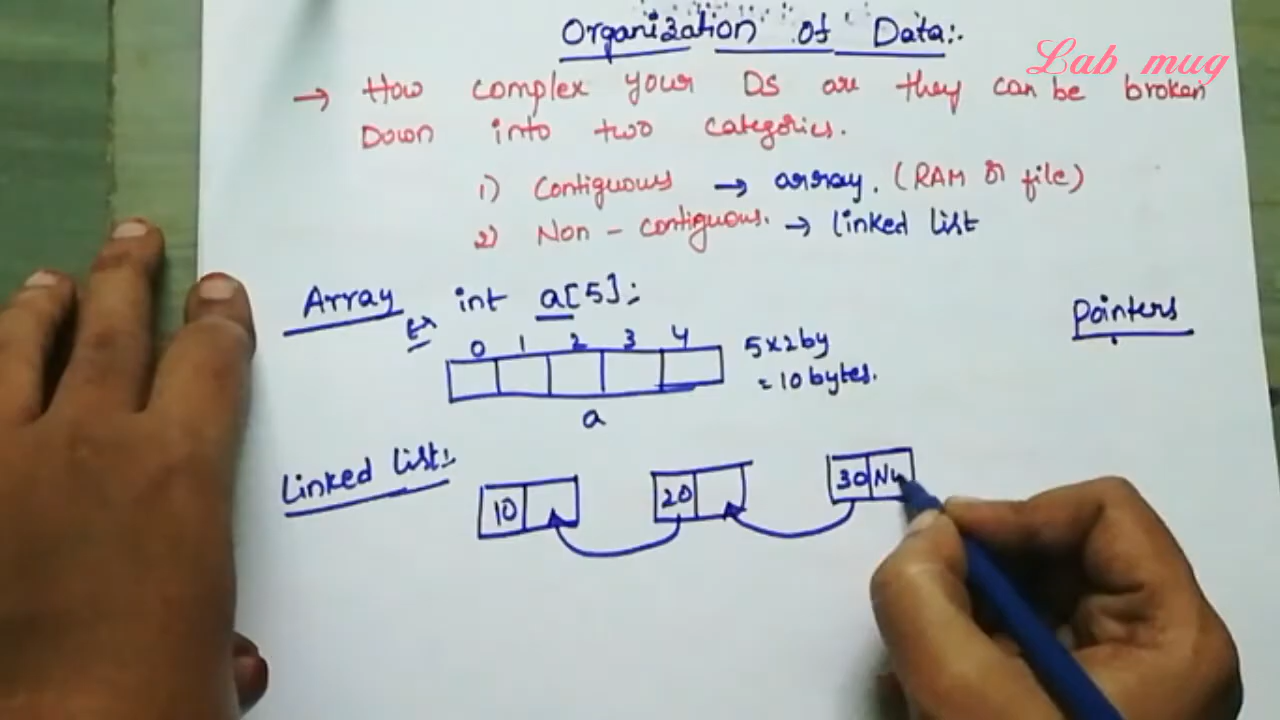 Organization of Data:-
Lab mug
→ How complex your DS are they can be broken
Down into two categories.
1) Contiguous → array. (RAM or file)
2) Non - contiguous. → linked list
Array int a[5];
Pointers
0 1 2 3 4
5x2by
= 10 bytes.
a
Linked list:
10 20 30 Nu